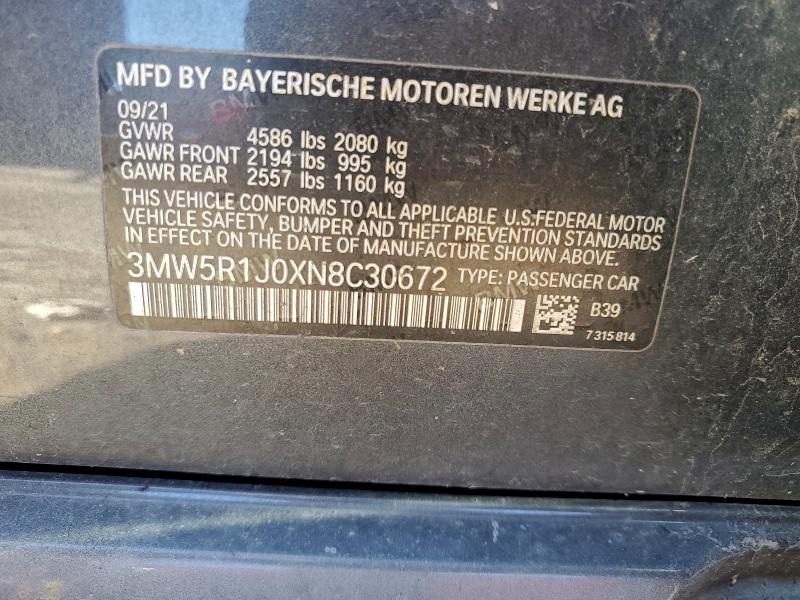 MFD BY BAYERISCHE MOTOREN WERKE AG
09/21
GVWR 4586 lbs 2080 kg
GAWR FRONT 2194 lbs 995 kg
GAWR REAR 2557 lbs 1160 kg
THIS VEHICLE CONFORMS TO ALL APPLICABLE U.S.FEDERAL MOTOR
VEHICLE SAFETY, BUMPER AND THEFT PREVENTION STANDARDS
IN EFFECT ON THE DATE OF MANUFACTURE SHOWN ABOVE.
3MW5R1J0XN8C30672 TYPE: PASSENGER CAR
B39
7 315 814